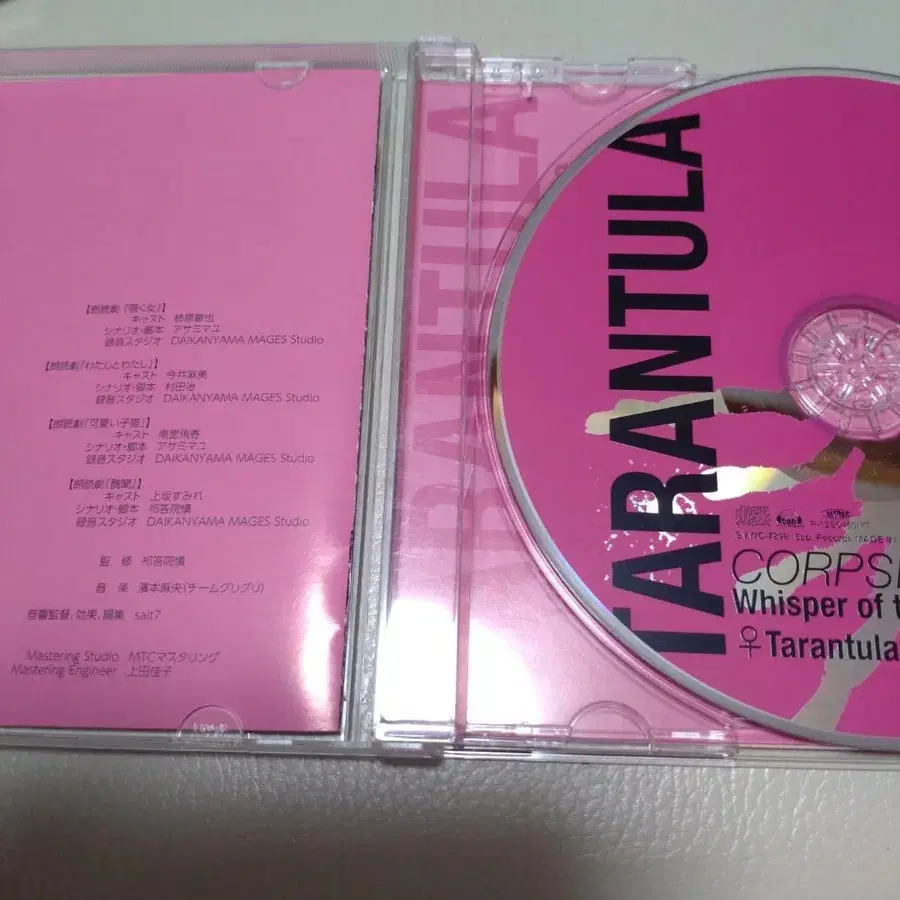 【朗読劇『覗く女』】
キャスト 柿原徹也
シナリオ・脚本 アサミマユ
録音スタジオ DAIKANYAMA MAGES Studio
【朗読劇『わたしとわたし』】
キャスト 今井麻美
シナリオ・脚本 村田治
録音スタジオ DAIKANYAMA MAGES Studio
【朗読劇『可愛い子猫』】
キャスト 南里侑香
シナリオ・脚本 アサミマユ
録音スタジオ DAIKANYAMA MAGES Studio
【朗読劇『醜聞』】
キャスト 上坂すみれ
シナリオ・脚本 祁答院慎
録音スタジオ DAIKANYAMA MAGES Studio
監修 祁答院慎
音楽 濱本麻央(チームグリグリ)
音響監督、効果、編集 salt7
Mastering Studio MTCマスタリング
Mastering Engineer 上田佳子
TARANTULA
TARANTULA
Records MADE IN
CORPSE
Whisper of t
♀Tarantula